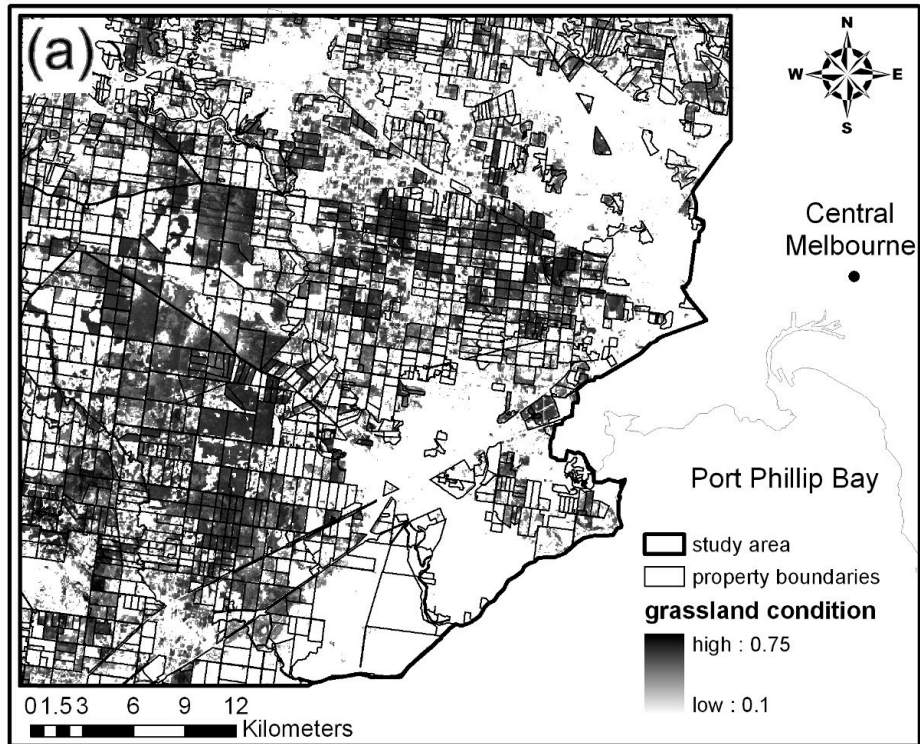 (a)
N
W E
S
Central
Melbourne
Port Phillip Bay
study area
property boundaries
grassland condition
high : 0.75
low : 0.1
0 1.5 3 6 9 12
Kilometers